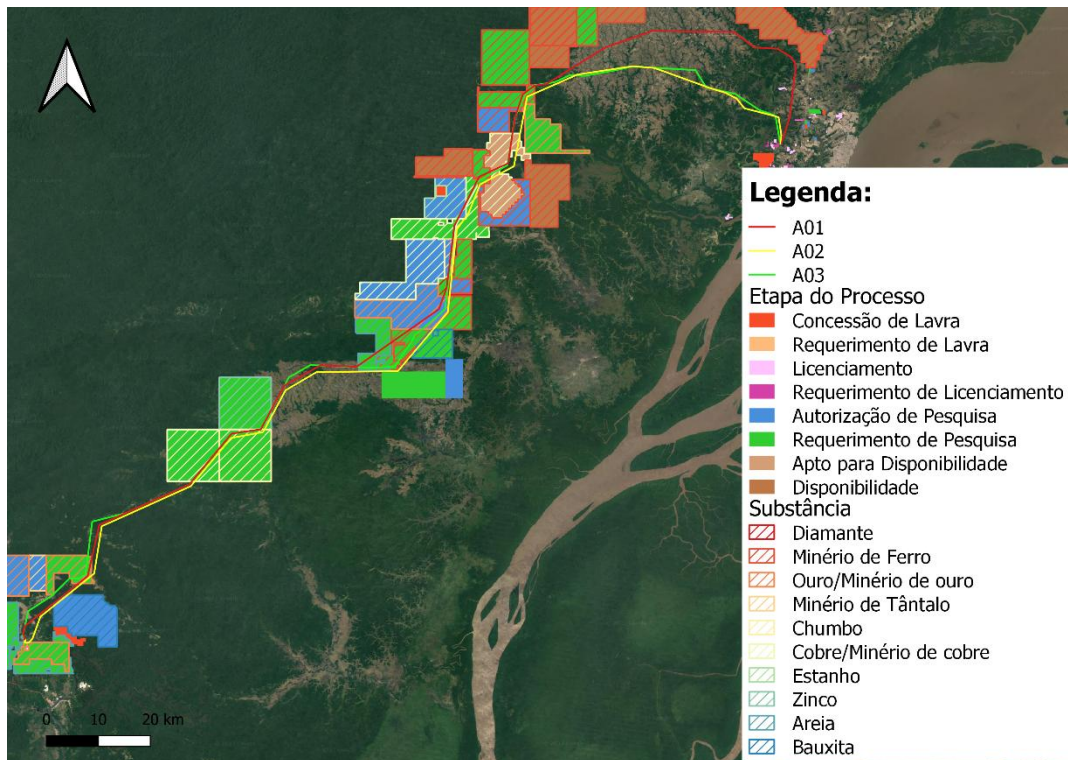 Legenda:
A01
A02
A03
Etapa do Processo
Concessão de Lavra
Requerimento de Lavra
Licenciamento
Requerimento de Licenciamento
Autorização de Pesquisa
Requerimento de Pesquisa
Apto para Disponibilidade
Disponibilidade
Substância
Diamante
Minério de Ferro
Ouro/Minério de ouro
Minério de Tântalo
Chumbo
Cobre/Minério de cobre
Estanho
Zinco
Areia
Bauxita
0 10 20 km